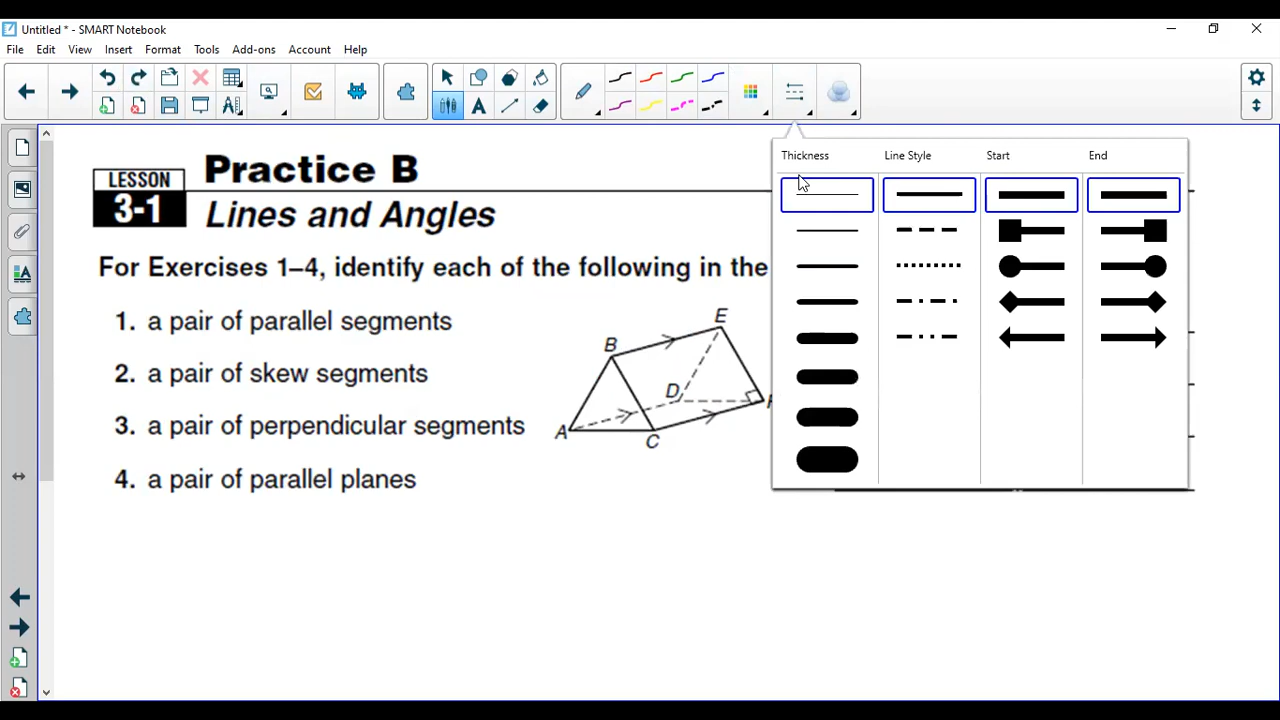 Untitled * - SMART Notebook
File Edit View Insert Format Tools Add-ons Account Help
Thickness Line Style Start End
LESSON
3-1
Practice B
Lines and Angles
For Exercises 1–4, identify each of the following in the
1. a pair of parallel segments
2. a pair of skew segments
3. a pair of perpendicular segments
4. a pair of parallel planes
E
B
D
A
C